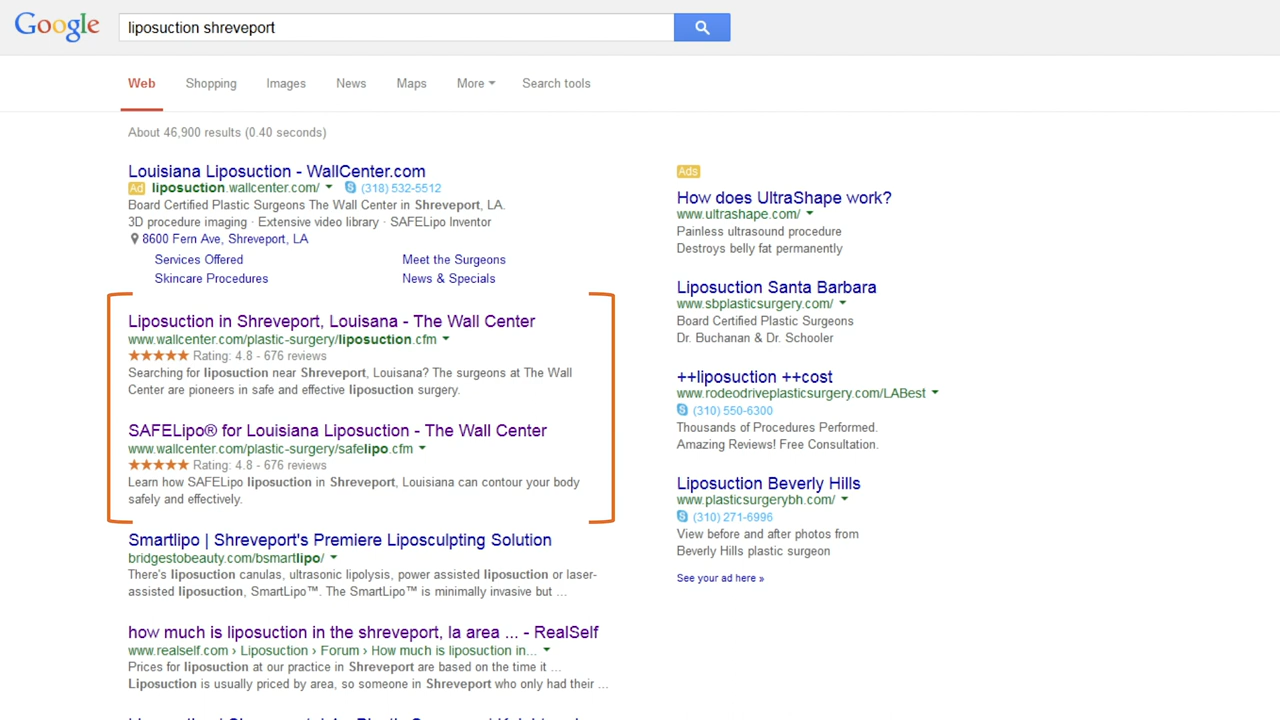 Google
liposuction shreveport
Web Shopping Images News Maps More Search tools
About 46,900 results (0.40 seconds)
Louisiana Liposuction - WallCenter.com
Ad liposuction.wallcenter.com/ (318) 532-5512
Board Certified Plastic Surgeons The Wall Center in Shreveport, LA.
3D procedure imaging · Extensive video library · SAFELipo Inventor
8600 Fern Ave, Shreveport, LA
Services Offered Meet the Surgeons
Skincare Procedures News & Specials
Liposuction in Shreveport, Louisana - The Wall Center
www.wallcenter.com/plastic-surgery/liposuction.cfm
Rating: 4.8 - 676 reviews
Searching for liposuction near Shreveport, Louisana? The surgeons at The Wall
Center are pioneers in safe and effective liposuction surgery.
SAFELipo® for Louisiana Liposuction - The Wall Center
www.wallcenter.com/plastic-surgery/safelipo.cfm
Rating: 4.8 - 676 reviews
Learn how SAFELipo liposuction in Shreveport, Louisiana can contour your body
safely and effectively.
Smartlipo | Shreveport's Premiere Liposculpting Solution
bridgestobeauty.com/bsmartlipo/
There's liposuction canulas, ultrasonic lipolysis, power assisted liposuction or laser-
assisted liposuction, SmartLipo™. The SmartLipo™ is minimally invasive but ...
how much is liposuction in the shreveport, la area ... - RealSelf
www.realself.com › Liposuction › Forum › How much is liposuction in...
Prices for liposuction at our practice in Shreveport are based on the time it ...
Liposuction is usually priced by area, so someone in Shreveport who only had their ...
Ads
How does UltraShape work?
www.ultrashape.com/
Painless ultrasound procedure
Destroys belly fat permanently
Liposuction Santa Barbara
www.sbplasticsurgery.com/
Board Certified Plastic Surgeons
Dr. Buchanan & Dr. Schooler
++liposuction ++cost
www.rodeodriveplasticsurgery.com/LABest
(310) 550-6300
Thousands of Procedures Performed.
Amazing Reviews! Free Consultation.
Liposuction Beverly Hills
www.plasticsurgerybh.com/
(310) 271-6996
View before and after photos from
Beverly Hills plastic surgeon
See your ad here »